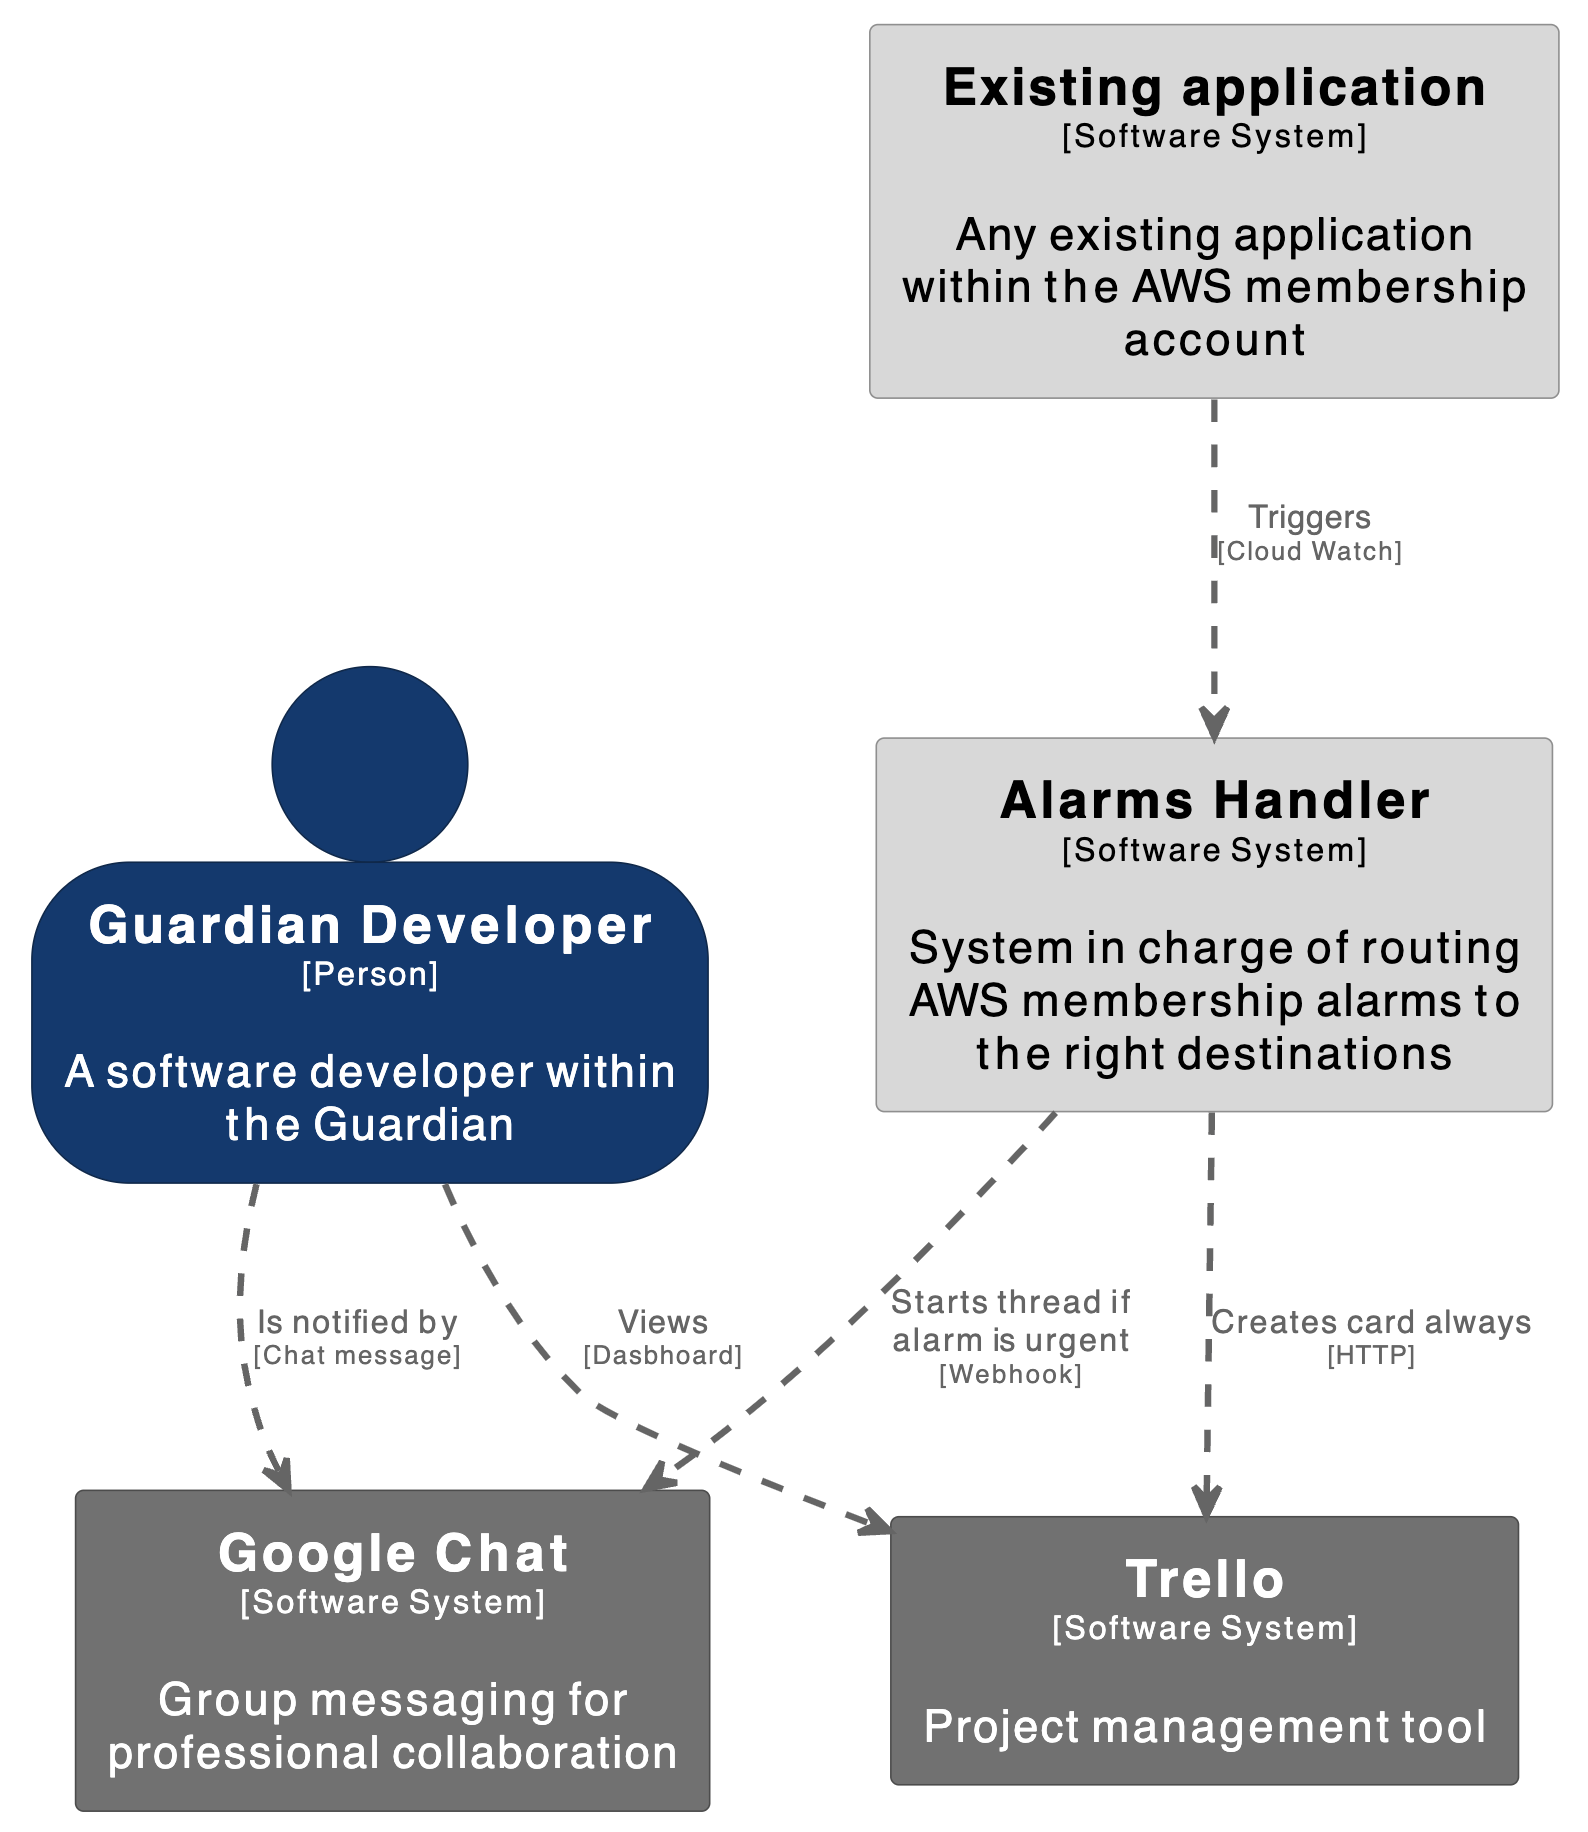 Existing application
[Software System]
Any existing application
within the AWS membership
account
Triggers
[Cloud Watch]
Alarms Handler
[Software System]
System in charge of routing
AWS membership alarms to
the right destinations
Guardian Developer
[Person]
A software developer within
the Guardian
Is notified by
[Chat message]
Views
[Dasbhoard]
Starts thread if
alarm is urgent
[Webhook]
Creates card always
[HTTP]
Google Chat
[Software System]
Group messaging for
professional collaboration
Trello
[Software System]
Project management tool